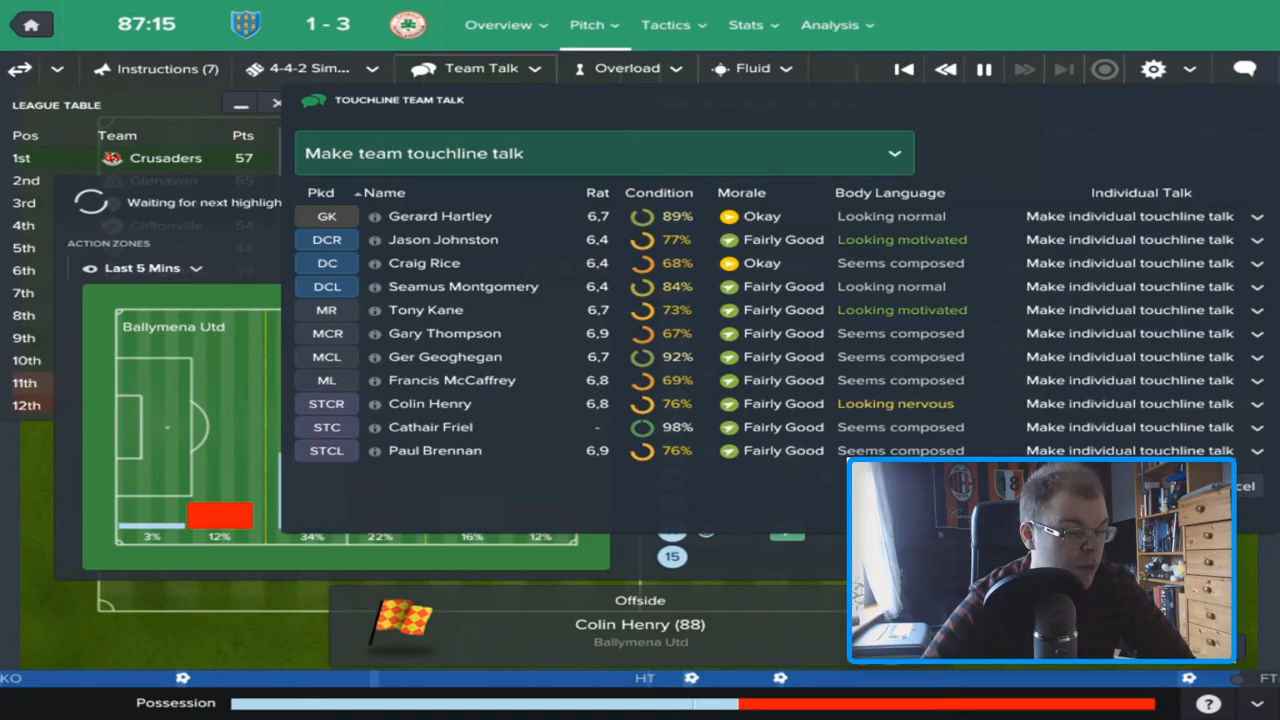 87:15 1 - 3 Overview Pitch Tactics Stats Analysis
Instructions (7) 4-4-2 Sim... Team Talk Overload Fluid
LEAGUE TABLE
Pos Team Pts
1st Crusaders 57
2nd Glenavon 55
3rd
4th Cliftonville 54
5th
6th
7th
8th
9th
10th
11th
12th
Waiting for next highligh
ACTION ZONES
Last 5 Mins
Ballymena Utd
3% 12% 34% 22% 16% 12%
TOUCHLINE TEAM TALK
Make team touchline talk
Pkd Name Rat Condition Morale Body Language Individual Talk
GK Gerard Hartley 6,7 89% Okay Looking normal Make individual touchline talk
DCR Jason Johnston 6,4 77% Fairly Good Looking motivated Make individual touchline talk
DC Craig Rice 6,4 68% Okay Seems composed Make individual touchline talk
DCL Seamus Montgomery 6,4 84% Fairly Good Looking normal Make individual touchline talk
MR Tony Kane 6,7 73% Fairly Good Looking motivated Make individual touchline talk
MCR Gary Thompson 6,9 67% Fairly Good Seems composed Make individual touchline talk
MCL Ger Geoghegan 6,7 92% Fairly Good Seems composed Make individual touchline talk
ML Francis McCaffrey 6,8 69% Fairly Good Seems composed Make individual touchline talk
STCR Colin Henry 6,8 76% Fairly Good Looking nervous Make individual touchline talk
STC Cathair Friel - 98% Fairly Good Seems composed Make individual touchline talk
STCL Paul Brennan 6,9 76% Fairly Good Seems composed Make individual touchline talk
cel
15
Offside
Colin Henry (88)
Ballymena Utd
KO HT FT
Possession ?